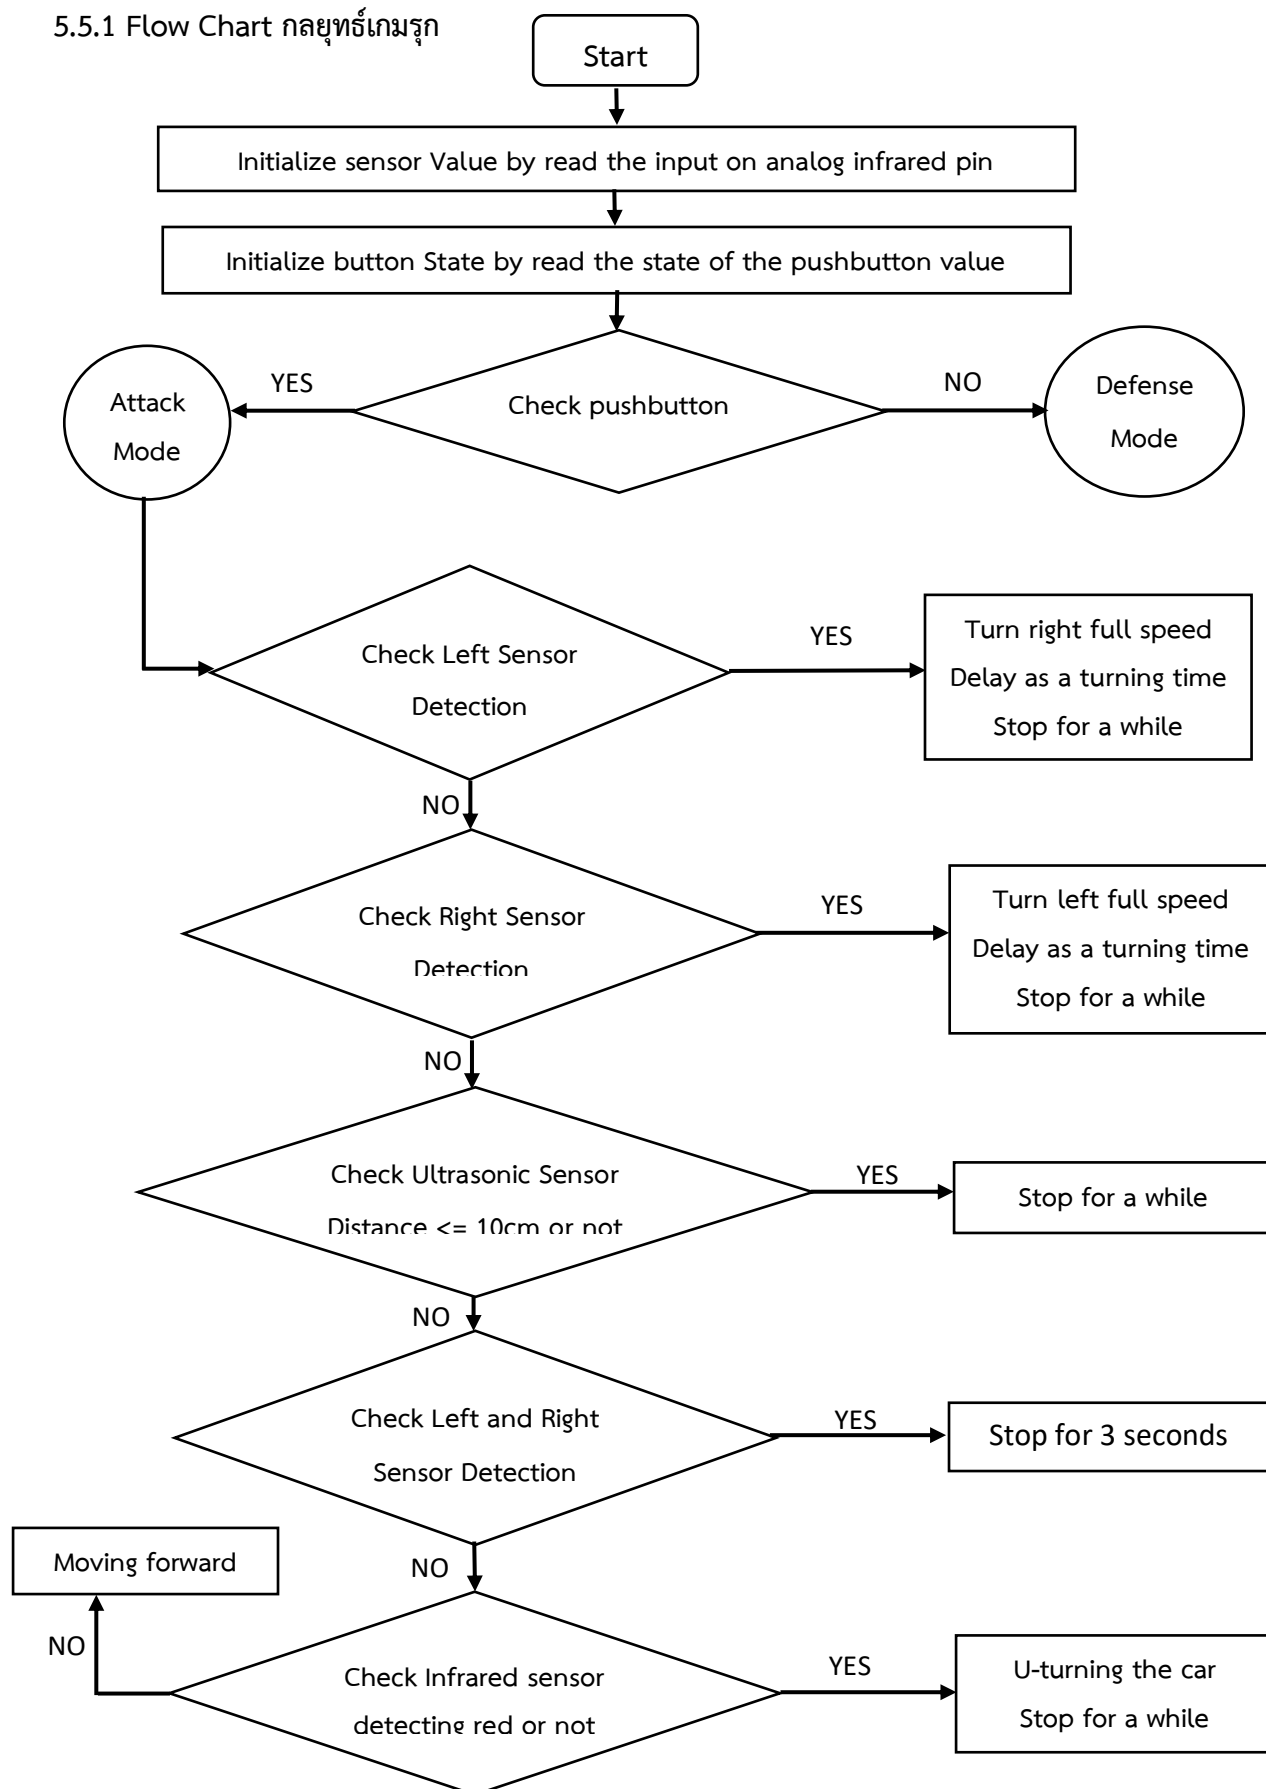 5.5.1 Flow Chart กลยุทธ์เกมรุก
Start
Initialize sensor Value by read the input on analog infrared pin
Initialize button State by read the state of the pushbutton value
Check pushbutton
YES
Attack
Mode
NO
Defense
Mode
Check Left Sensor
Detection
YES
Turn right full speed
Delay as a turning time
Stop for a while
NO
Check Right Sensor
Detection
YES
Turn left full speed
Delay as a turning time
Stop for a while
NO
Check Ultrasonic Sensor
Distance <= 10cm or not
YES
Stop for a while
NO
Check Left and Right
Sensor Detection
YES
Stop for 3 seconds
NO
Check Infrared sensor
detecting red or not
NO
Moving forward
YES
U-turning the car
Stop for a while